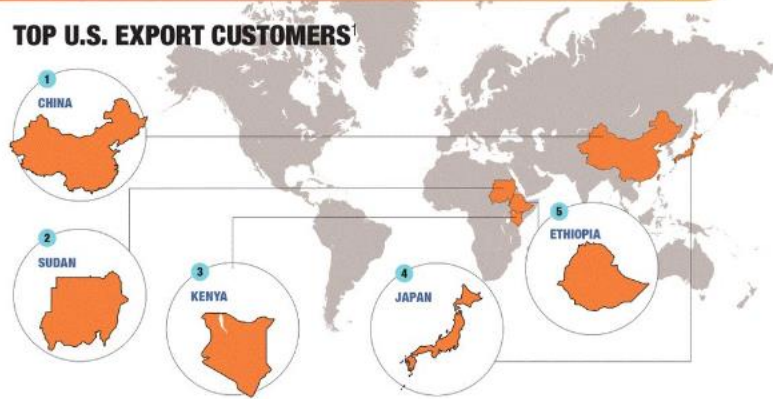 TOP U.S. EXPORT CUSTOMERS¹
1
CHINA
2
SUDAN
3
KENYA
4
JAPAN
5
ETHIOPIA